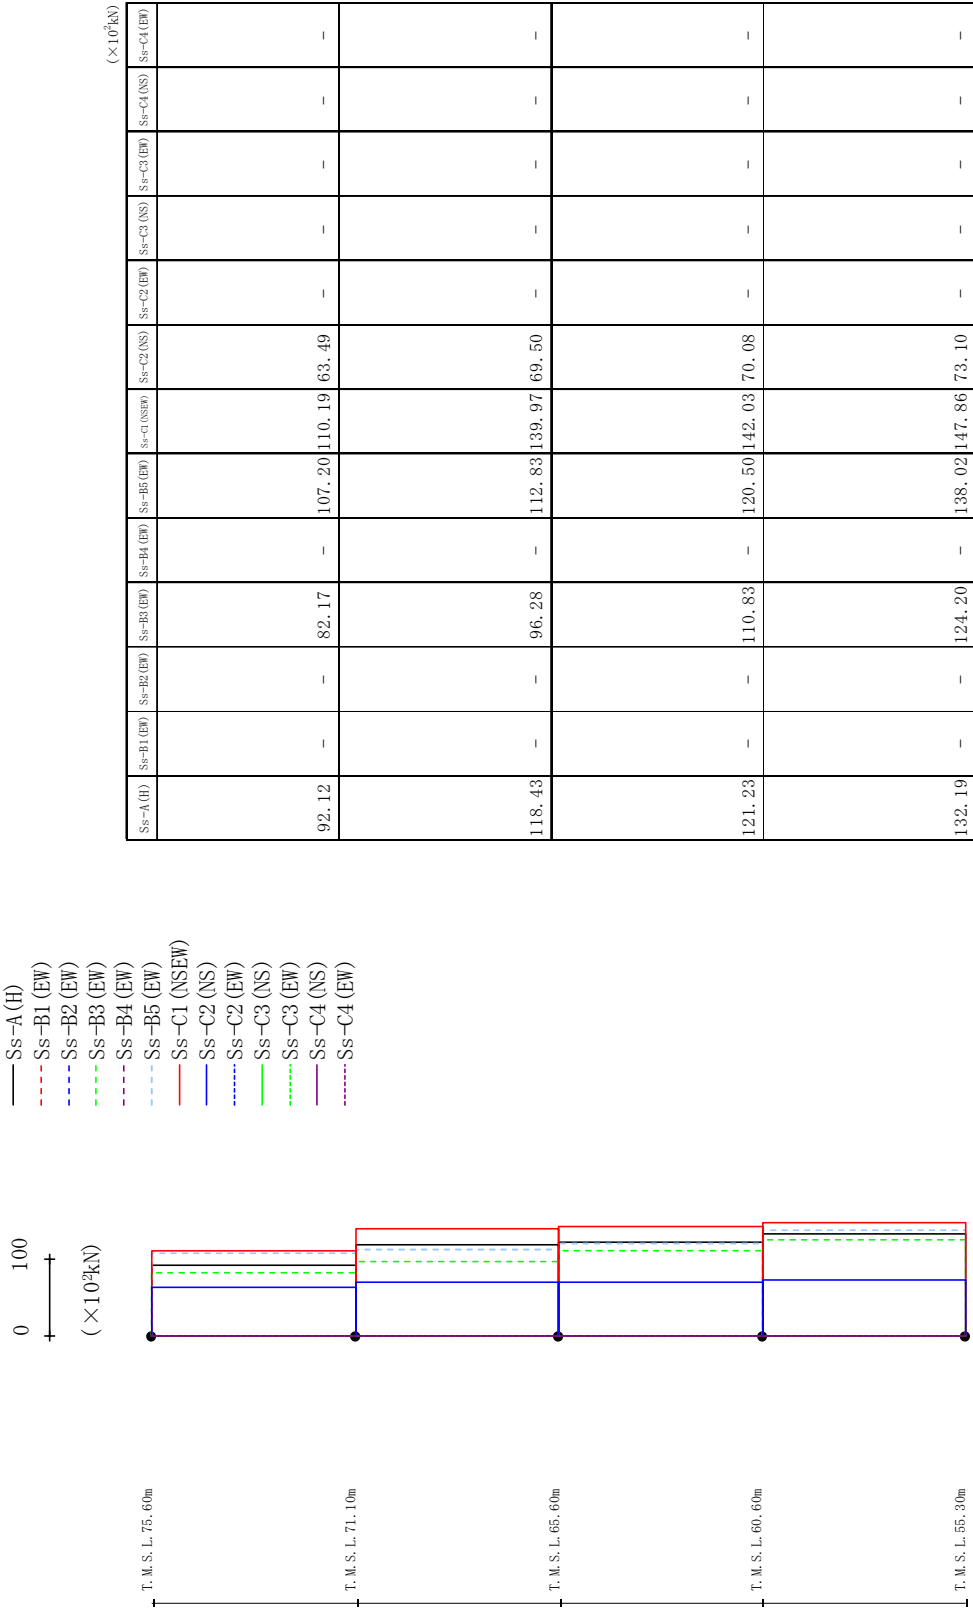 T.M.S.L.75.60m
T.M.S.L.71.10m
T.M.S.L.65.60m
T.M.S.L.60.60m
T.M.S.L.55.30m
0 100
(×10²kN)
Ss-A(H)
Ss-B1(EW)
Ss-B2(EW)
Ss-B3(EW)
Ss-B4(EW)
Ss-B5(EW)
Ss-C1(NSEW)
Ss-C2(NS)
Ss-C2(EW)
Ss-C3(NS)
Ss-C3(EW)
Ss-C4(NS)
Ss-C4(EW)
(×10²kN)
Ss-A(H) Ss-B1(EW) Ss-B2(EW) Ss-B3(EW) Ss-B4(EW) Ss-B5(EW) Ss-C1(NSEW) Ss-C2(NS) Ss-C2(EW) Ss-C3(NS) Ss-C3(EW) Ss-C4(NS) Ss-C4(EW)
92.12 - - 82.17 - 107.20 110.19 63.49 - - - - -
118.43 - - 96.28 - 112.83 139.97 69.50 - - - - -
121.23 - - 110.83 - 120.50 142.03 70.08 - - - - -
132.19 - - 124.20 - 138.02 147.86 73.10 - - - - -